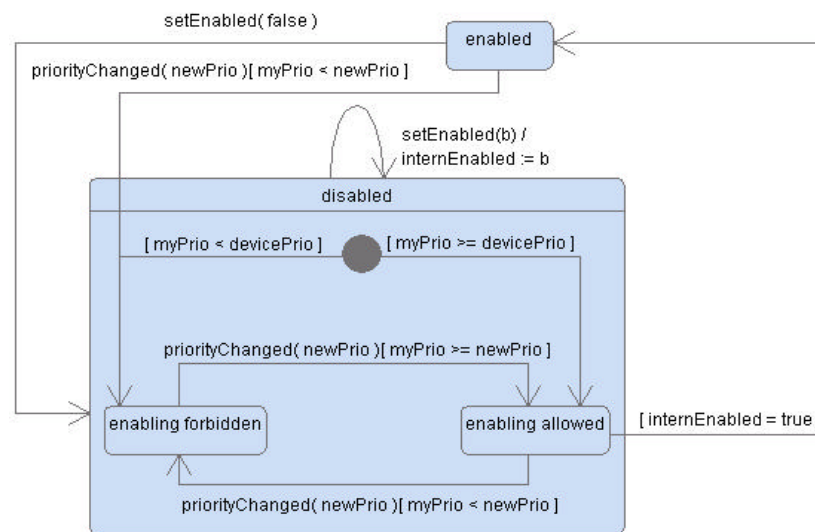 setEnabled( false )
enabled
priorityChanged( newPrio )[ myPrio < newPrio ]
setEnabled(b) /
internEnabled := b
disabled
[ myPrio < devicePrio ]
[ myPrio >= devicePrio ]
priorityChanged( newPrio )[ myPrio >= newPrio ]
enabling forbidden
enabling allowed
[ internEnabled = true
priorityChanged( newPrio )[ myPrio < newPrio ]